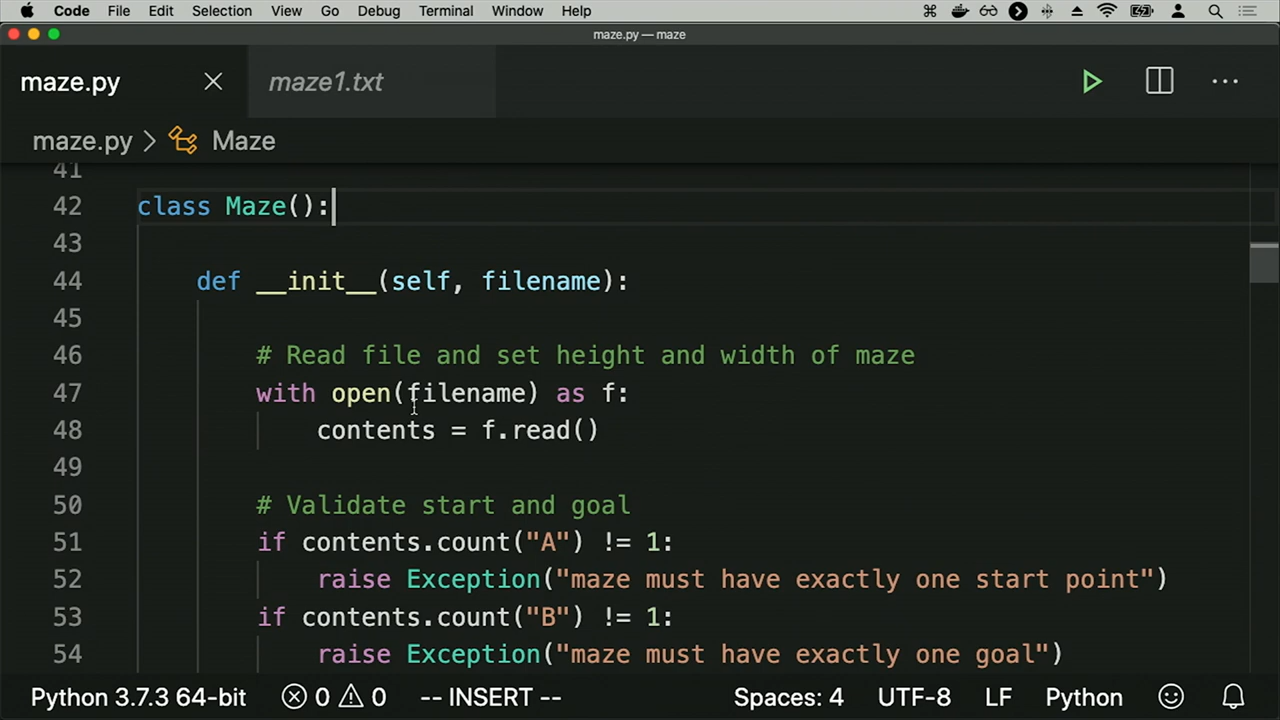 Code File Edit Selection View Go Debug Terminal Window Help
maze.py — maze
maze.py maze1.txt
maze.py > Maze
41
42 class Maze():
43
44 def __init__(self, filename):
45
46 # Read file and set height and width of maze
47 with open(filename) as f:
48 contents = f.read()
49
50 # Validate start and goal
51 if contents.count("A") != 1:
52 raise Exception("maze must have exactly one start point")
53 if contents.count("B") != 1:
54 raise Exception("maze must have exactly one goal")
Python 3.7.3 64-bit 0 0 -- INSERT -- Spaces: 4 UTF-8 LF Python